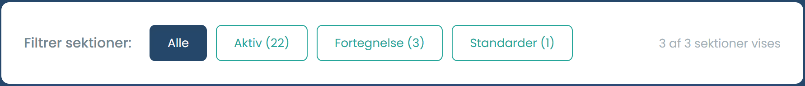 Filtrer sektioner: Alle Aktiv (22) Fortegnelse (3) Standarder (1) 3 af 3 sektioner vises